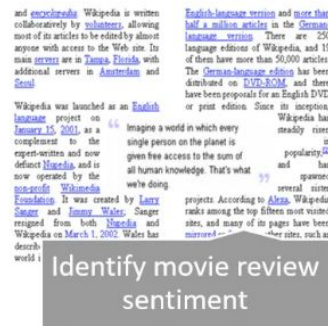 and encyclopedia Wikipedia is written
collaboratively by volunteers, allowing
most of its articles to be edited by almost
anyone with access to the Web site. Its
main servers are in Tampa, Florida, with
additional servers in Amsterdam and
Seoul.
Wikipedia was launched as an English
language project on
January 15, 2001, as a
complement to the
expert-written and now
defunct Nupedia, and is
now operated by the
non-profit Wikimedia
Foundation. It was created by Larry
Sanger and Jimmy Wales; Sanger
resigned from both Nupedia and
Wikipedia on March 1, 2002. Wales has
describ
world i
“ Imagine a world in which every
single person on the planet is
given free access to the sum of
all human knowledge. That's what
we're doing. ”
English-language version and more than
half a million articles in the German-
language version. There are 250
language editions of Wikipedia, and 19
of them have more than 50,000 articles.
The German-language edition has been
distributed on DVD-ROM, and there
have been proposals for an English DVD
or print edition. Since its inception,
Wikipedia has
steadily risen
in
popularity,
and has
spawned
several sister
projects. According to Alexa, Wikipedia
ranks among the top fifteen most visited
sites, and many of its pages have been
mirrored ther sites, such as
Identify movie review
sentiment